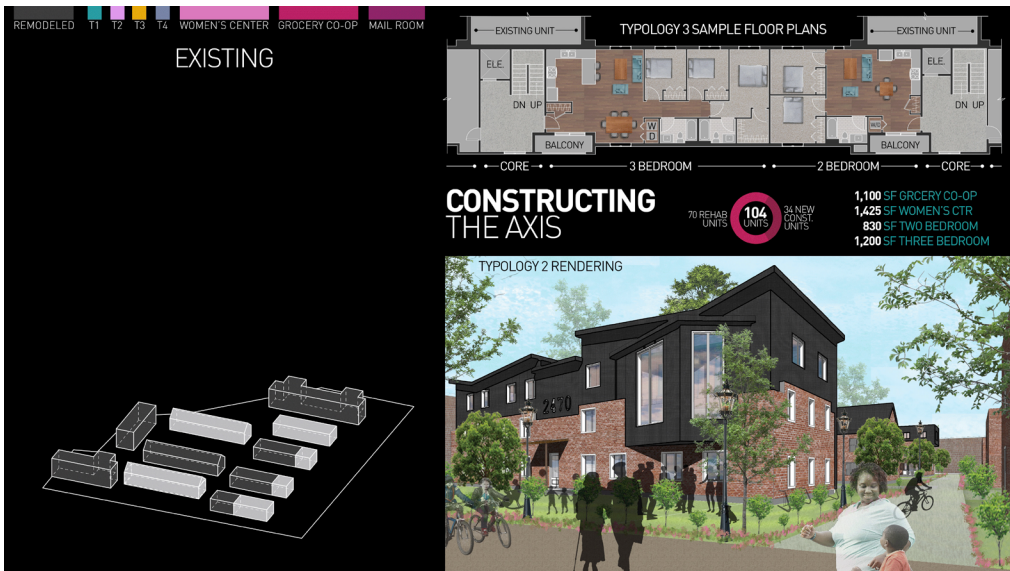 REMODELED T1 T2 T3 T4 WOMEN'S CENTER GROCERY CO-OP MAIL ROOM
EXISTING
TYPOLOGY 3 SAMPLE FLOOR PLANS
EXISTING UNIT
EXISTING UNIT
ELE.
ELE.
DN UP
DN UP
W
D
W/D
BALCONY
BALCONY
CORE
3 BEDROOM
2 BEDROOM
CORE
CONSTRUCTING
THE AXIS
70 REHAB
UNITS
104
UNITS
34 NEW
CONST.
UNITS
1,100 SF GRCERY CO-OP
1,425 SF WOMEN'S CTR
830 SF TWO BEDROOM
1,200 SF THREE BEDROOM
TYPOLOGY 2 RENDERING
2470